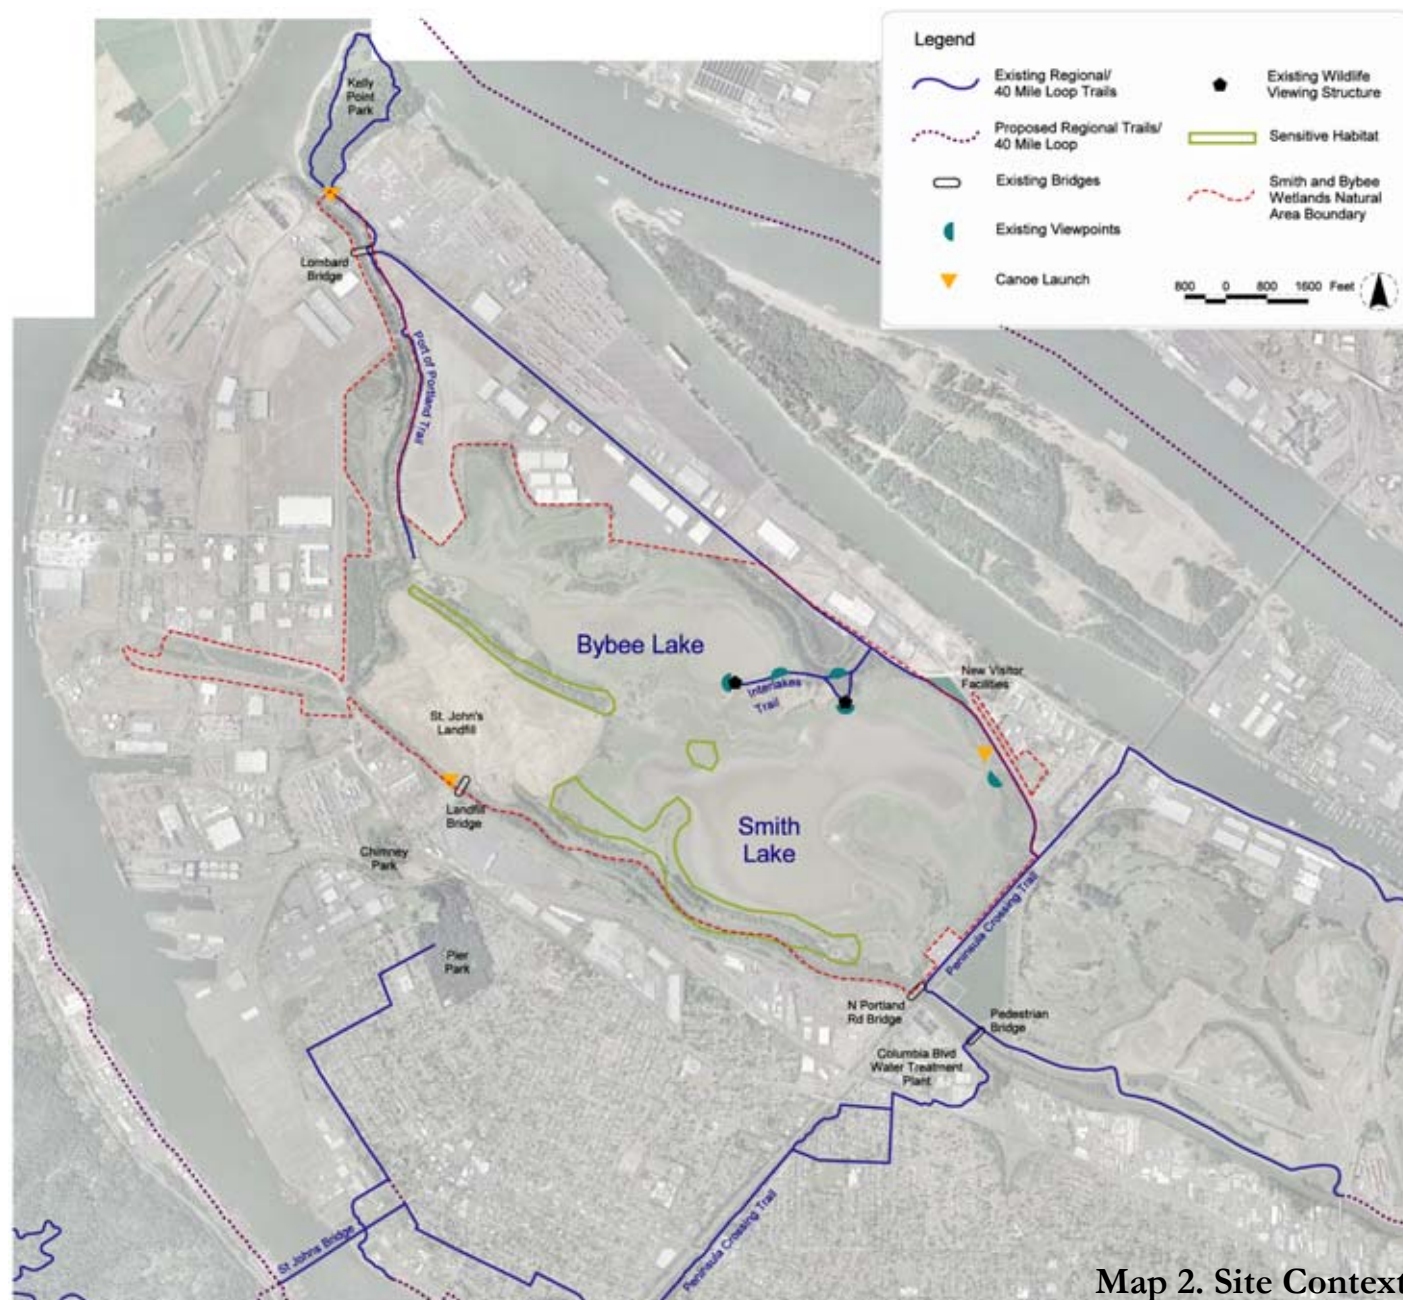 Legend
Existing Regional/
40 Mile Loop Trails
Proposed Regional Trails/
40 Mile Loop
Existing Bridges
Existing Viewpoints
Canoe Launch
Existing Wildlife
Viewing Structure
Sensitive Habitat
Smith and Bybee
Wetlands Natural
Area Boundary
800 0 800 1600 Feet
Kelly
Point
Park
Lombard
Bridge
Port of Portland Trail
Bybee Lake
Interlakes
Trail
New Visitor
Facilities
St. John's
Landfill
Landfill
Bridge
Chimney
Park
Smith
Lake
Peninsula Crossing Trail
Pier
Park
N Portland
Rd Bridge
Pedestrian
Bridge
Columbia Blvd
Water Treatment
Plant
St Johns Bridge
Peninsula Crossing Trail
Map 2. Site Context